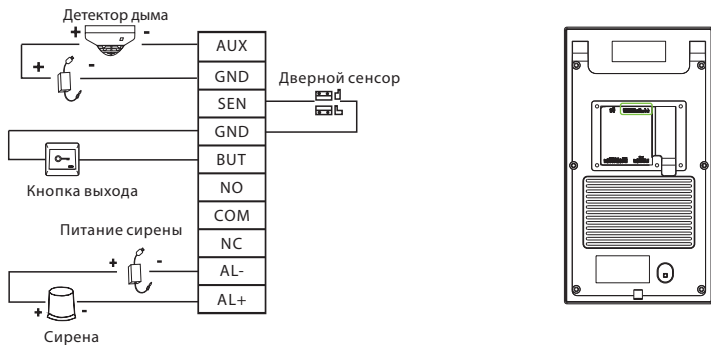 Детектор дыма
+ -
+ -
AUX
GND
Дверной сенсор
SEN
GND
BUT
Кнопка выхода
NO
COM
Питание сирены
NC
+ -
AL-
AL+
+ -
Сирена